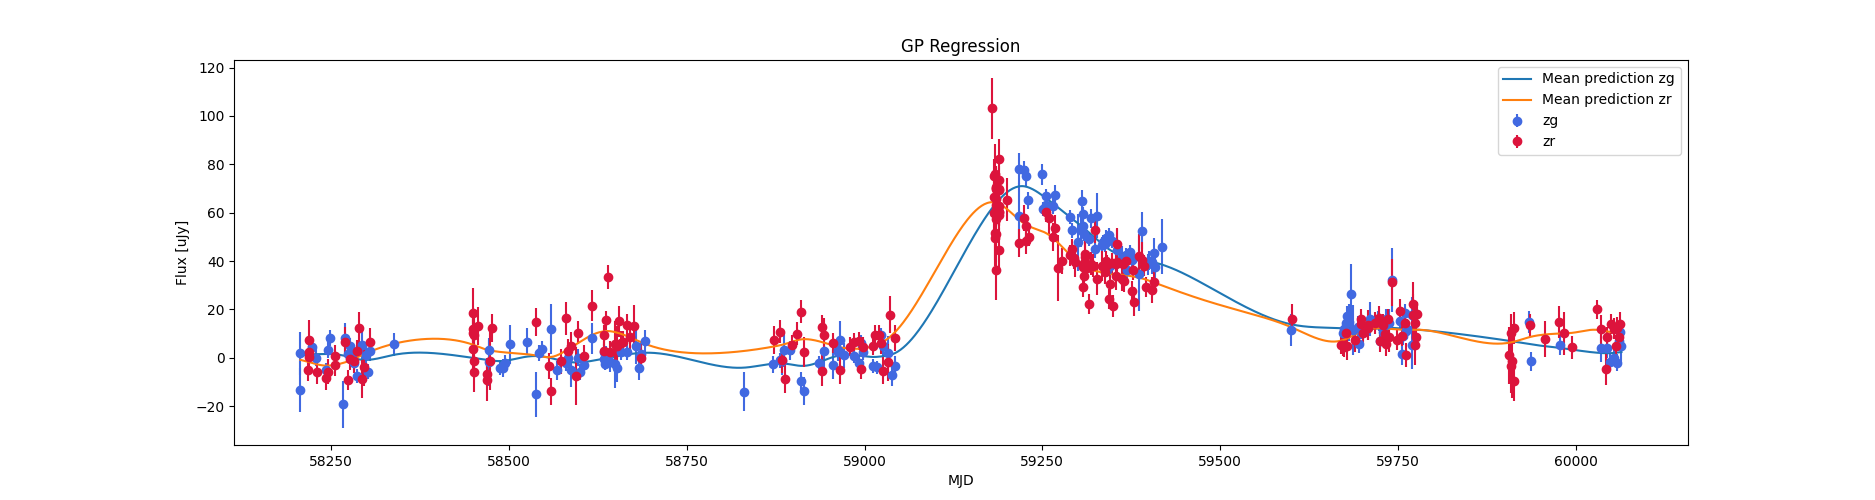 GP Regression
Flux [uJy]
120
100
80
60
40
20
0
−20
Mean prediction zg
Mean prediction zr
zg
zr
58250
58500
58750
59000
59250
59500
59750
60000
MJD